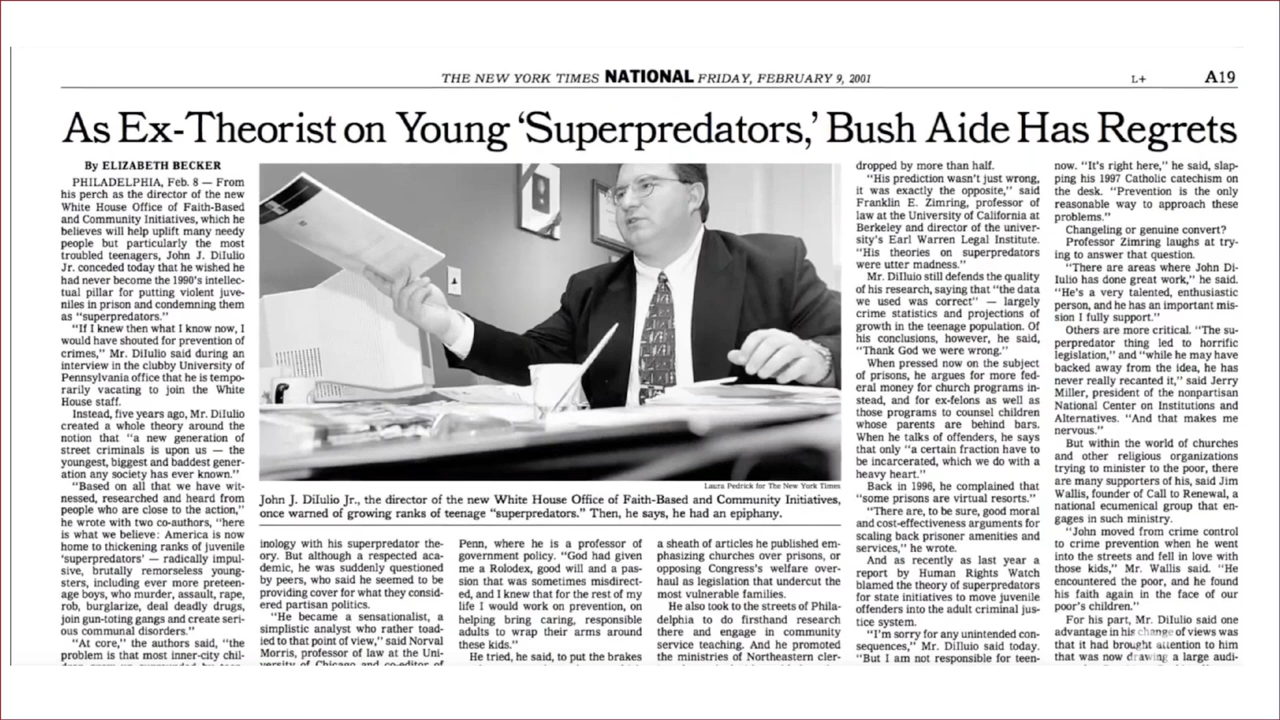 THE NEW YORK TIMES NATIONAL FRIDAY, FEBRUARY 9, 2001
L+
A19
As Ex-Theorist on Young ‘Superpredators,’ Bush Aide Has Regrets
By ELIZABETH BECKER
PHILADELPHIA, Feb. 8 — From
his perch as the director of the new
White House Office of Faith-Based
and Community Initiatives, which he
believes will help uplift many needy
people but particularly the most
troubled teenagers, John J. DiIulio
Jr. conceded today that he wished he
had never become the 1990's intellec-
tual pillar for putting violent juve-
niles in prison and condemning them
as “superpredators.”
“If I knew then what I know now, I
would have shouted for prevention of
crimes,” Mr. DiIulio said during an
interview in the clubby University of
Pennsylvania office that he is tempo-
rarily vacating to join the White
House staff.
Instead, five years ago, Mr. DiIulio
created a whole theory around the
notion that “a new generation of
street criminals is upon us — the
youngest, biggest and baddest gener-
ation any society has ever known.”
“Based on all that we have wit-
nessed, researched and heard from
people who are close to the action,”
he wrote with two co-authors, “here
is what we believe: America is now
home to thickening ranks of juvenile
‘superpredators’ — radically impul-
sive, brutally remorseless young-
sters, including ever more preteen-
age boys, who murder, assault, rape,
rob, burglarize, deal deadly drugs,
join gun-toting gangs and create seri-
ous communal disorders.”
“At core,” the authors said, “the
problem is that most inner-city chil-
Laura Pedrick for The New York Times
John J. DiIulio Jr., the director of the new White House Office of Faith-Based and Community Initiatives,
once warned of growing ranks of teenage “superpredators.” Then, he says, he had an epiphany.
inology with his superpredator the-
ory. But although a respected aca-
demic, he was suddenly questioned
by peers, who said he seemed to be
providing cover for what they consid-
ered partisan politics.
“He became a sensationalist, a
simplistic analyst who rather toad-
ied to that point of view,” said Norval
Morris, professor of law at the Uni-
versity of Chicago and co-editor of
Penn, where he is a professor of
government policy. “God had given
me a Rolodex, good will and a pas-
sion that was sometimes misdirect-
ed, and I knew that for the rest of my
life I would work on prevention, on
helping bring caring, responsible
adults to wrap their arms around
these kids.”
He tried, he said, to put the brakes
a sheath of articles he published em-
phasizing churches over prisons, or
opposing Congress's welfare over-
haul as legislation that undercut the
most vulnerable families.
He also took to the streets of Phila-
delphia to do firsthand research
there and engage in community
service teaching. And he promoted
the ministries of Northeastern cler-
dropped by more than half.
“His prediction wasn't just wrong,
it was exactly the opposite,” said
Franklin E. Zimring, professor of
law at the University of California at
Berkeley and director of the univer-
sity's Earl Warren Legal Institute.
“His theories on superpredators
were utter madness.”
Mr. DiIulio still defends the quality
of his research, saying that “the data
we used was correct” — largely
crime statistics and projections of
growth in the teenage population. Of
his conclusions, however, he said,
“Thank God we were wrong.”
When pressed now on the subject
of prisons, he argues for more fed-
eral money for church programs in-
stead, and for ex-felons as well as
those programs to counsel children
whose parents are behind bars.
When he talks of offenders, he says
that only “a certain fraction have to
be incarcerated, which we do with a
heavy heart.”
Back in 1996, he complained that
“some prisons are virtual resorts.”
“There are, to be sure, good moral
and cost-effectiveness arguments for
scaling back prisoner amenities and
services,” he wrote.
And as recently as last year a
report by Human Rights Watch
blamed the theory of superpredators
for state initiatives to move juvenile
offenders into the adult criminal jus-
tice system.
“I'm sorry for any unintended con-
sequences,” Mr. DiIulio said today.
“But I am not responsible for teen-
now. “It's right here,” he said, slap-
ping his 1997 Catholic catechism on
the desk. “Prevention is the only
reasonable way to approach these
problems.”
Changeling or genuine convert?
Professor Zimring laughs at try-
ing to answer that question.
“There are areas where John Di-
Iulio has done great work,” he said.
“He's a very talented, enthusiastic
person, and he has an important mis-
sion I fully support.”
Others are more critical. “The su-
perpredator thing led to horrific
legislation,” and “while he may have
backed away from the idea, he has
never really recanted it,” said Jerry
Miller, president of the nonpartisan
National Center on Institutions and
Alternatives. “And that makes me
nervous.”
But within the world of churches
and other religious organizations
trying to minister to the poor, there
are many supporters of his, said Jim
Wallis, founder of Call to Renewal, a
national ecumenical group that en-
gages in such ministry.
“John moved from crime control
to crime prevention when he went
into the streets and fell in love with
those kids,” Mr. Wallis said. “He
encountered the poor, and he found
his faith again in the face of our
poor's children.”
For his part, Mr. DiIulio said one
advantage in his change of views was
that it had brought attention to him
that was now drawing a large audi-